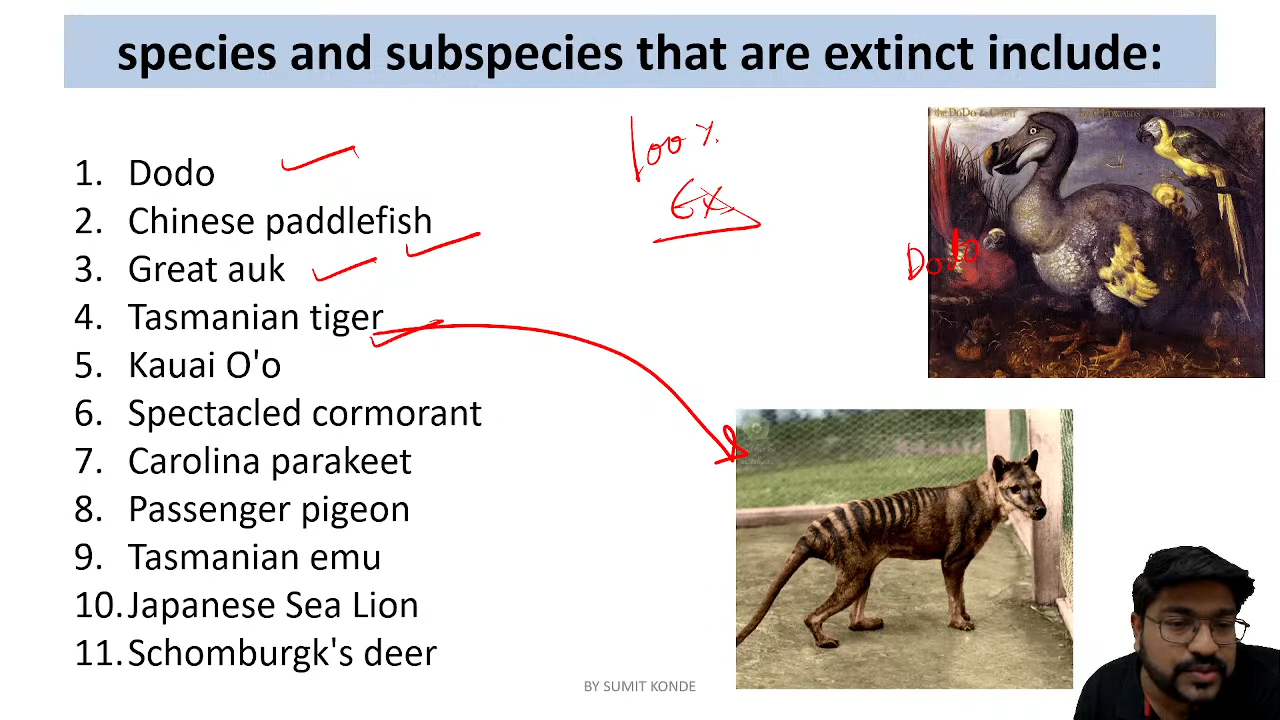 species and subspecies that are extinct include:
100 %
Ex
1. Dodo
2. Chinese paddlefish
3. Great auk
4. Tasmanian tiger
5. Kauai O'o
6. Spectacled cormorant
7. Carolina parakeet
8. Passenger pigeon
9. Tasmanian emu
10. Japanese Sea Lion
11. Schomburgk's deer
Dodo
BY SUMIT KONDE